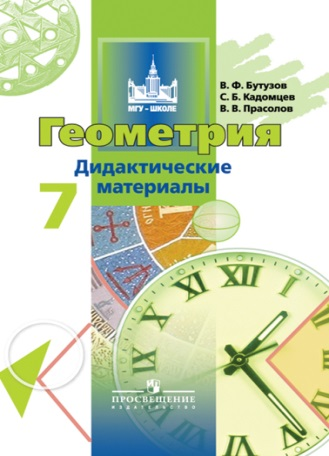 В. Ф. Бутузов
С. Б. Кадомцев
В. В. Прасолов
МГУ – ШКОЛЕ
Геометрия
Дидактические
материалы
7
ПРОСВЕЩЕНИЕ
ИЗДАТЕЛЬСТВО